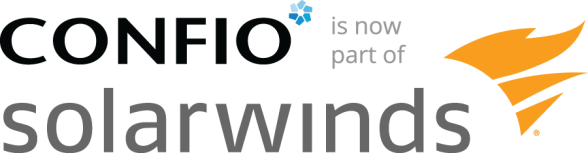 CONFIO
is now
part of
solarwinds
®